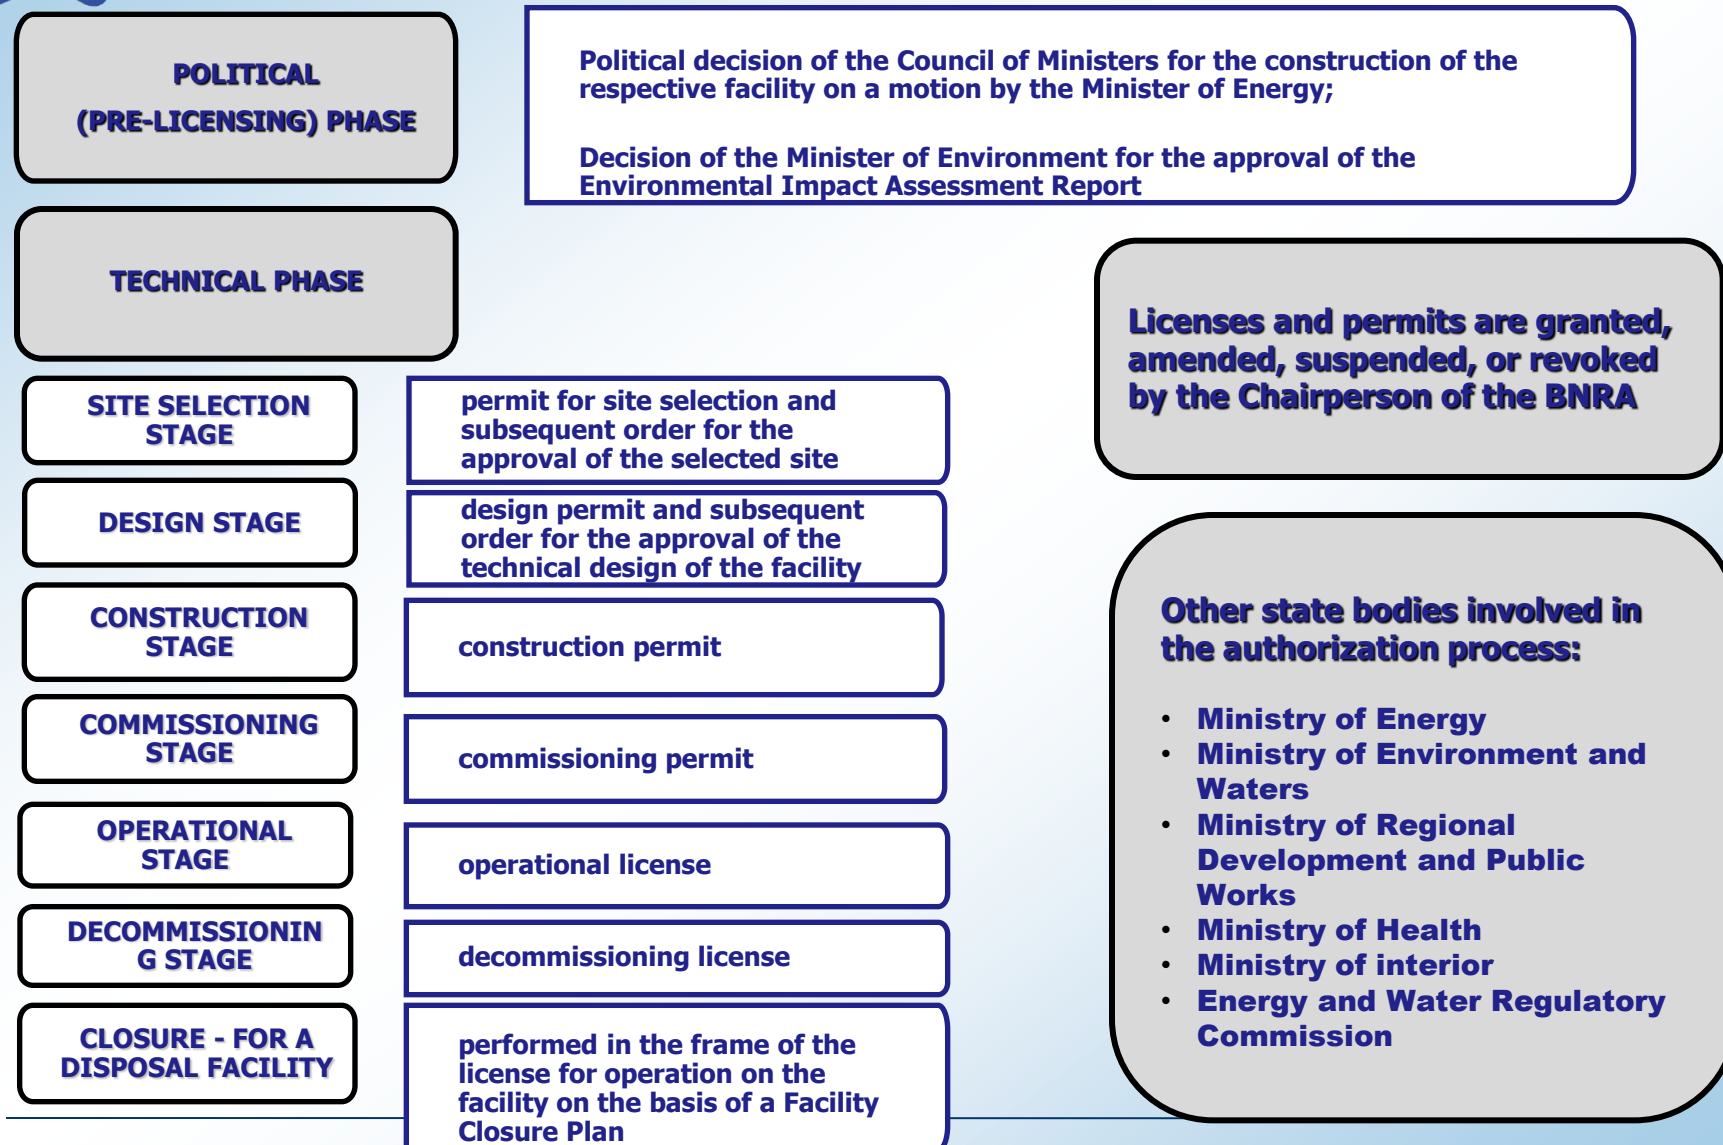 POLITICAL
(PRE-LICENSING) PHASE
Political decision of the Council of Ministers for the construction of the
respective facility on a motion by the Minister of Energy;
Decision of the Minister of Environment for the approval of the
Environmental Impact Assessment Report
TECHNICAL PHASE
Licenses and permits are granted,
amended, suspended, or revoked
by the Chairperson of the BNRA
SITE SELECTION
STAGE
permit for site selection and
subsequent order for the
approval of the selected site
DESIGN STAGE
design permit and subsequent
order for the approval of the
technical design of the facility
CONSTRUCTION
STAGE
construction permit
COMMISSIONING
STAGE
commissioning permit
OPERATIONAL
STAGE
operational license
DECOMMISSIONIN
G STAGE
decommissioning license
CLOSURE - FOR A
DISPOSAL FACILITY
performed in the frame of the
license for operation on the
facility on the basis of a Facility
Closure Plan
Other state bodies involved in
the authorization process:
• Ministry of Energy
• Ministry of Environment and
Waters
• Ministry of Regional
Development and Public
Works
• Ministry of Health
• Ministry of interior
• Energy and Water Regulatory
Commission